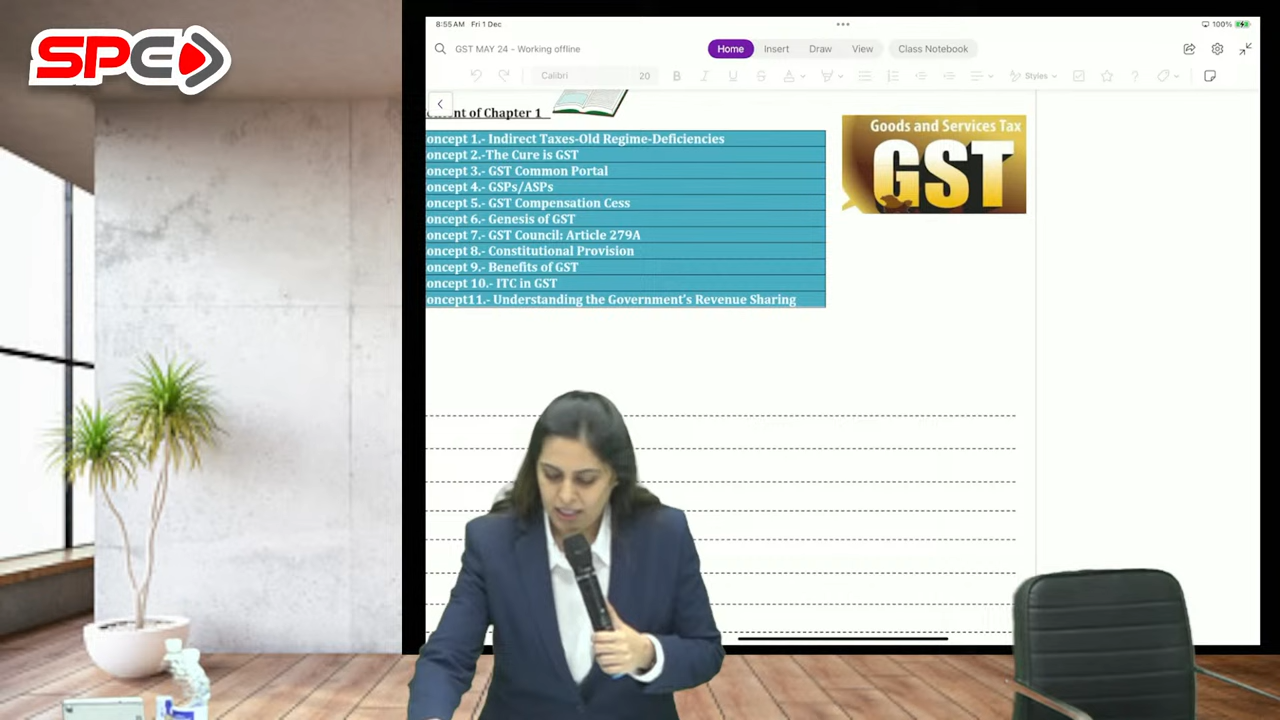 SPED
8:55 AM Fri 1 Dec
100%
GST MAY 24 - Working offline
Home
Insert
Draw
View
Class Notebook
Calibri
20
B
I
U
S
A
Styles
ent of Chapter 1
oncept 1.- Indirect Taxes-Old Regime-Deficiencies
oncept 2.-The Cure is GST
oncept 3.- GST Common Portal
oncept 4.- GSPs/ASPs
oncept 5.- GST Compensation Cess
oncept 6.- Genesis of GST
oncept 7.- GST Council: Article 279A
oncept 8.- Constitutional Provision
oncept 9.- Benefits of GST
oncept 10.- ITC in GST
oncept11.- Understanding the Government's Revenue Sharing
Goods and Services Tax
GST